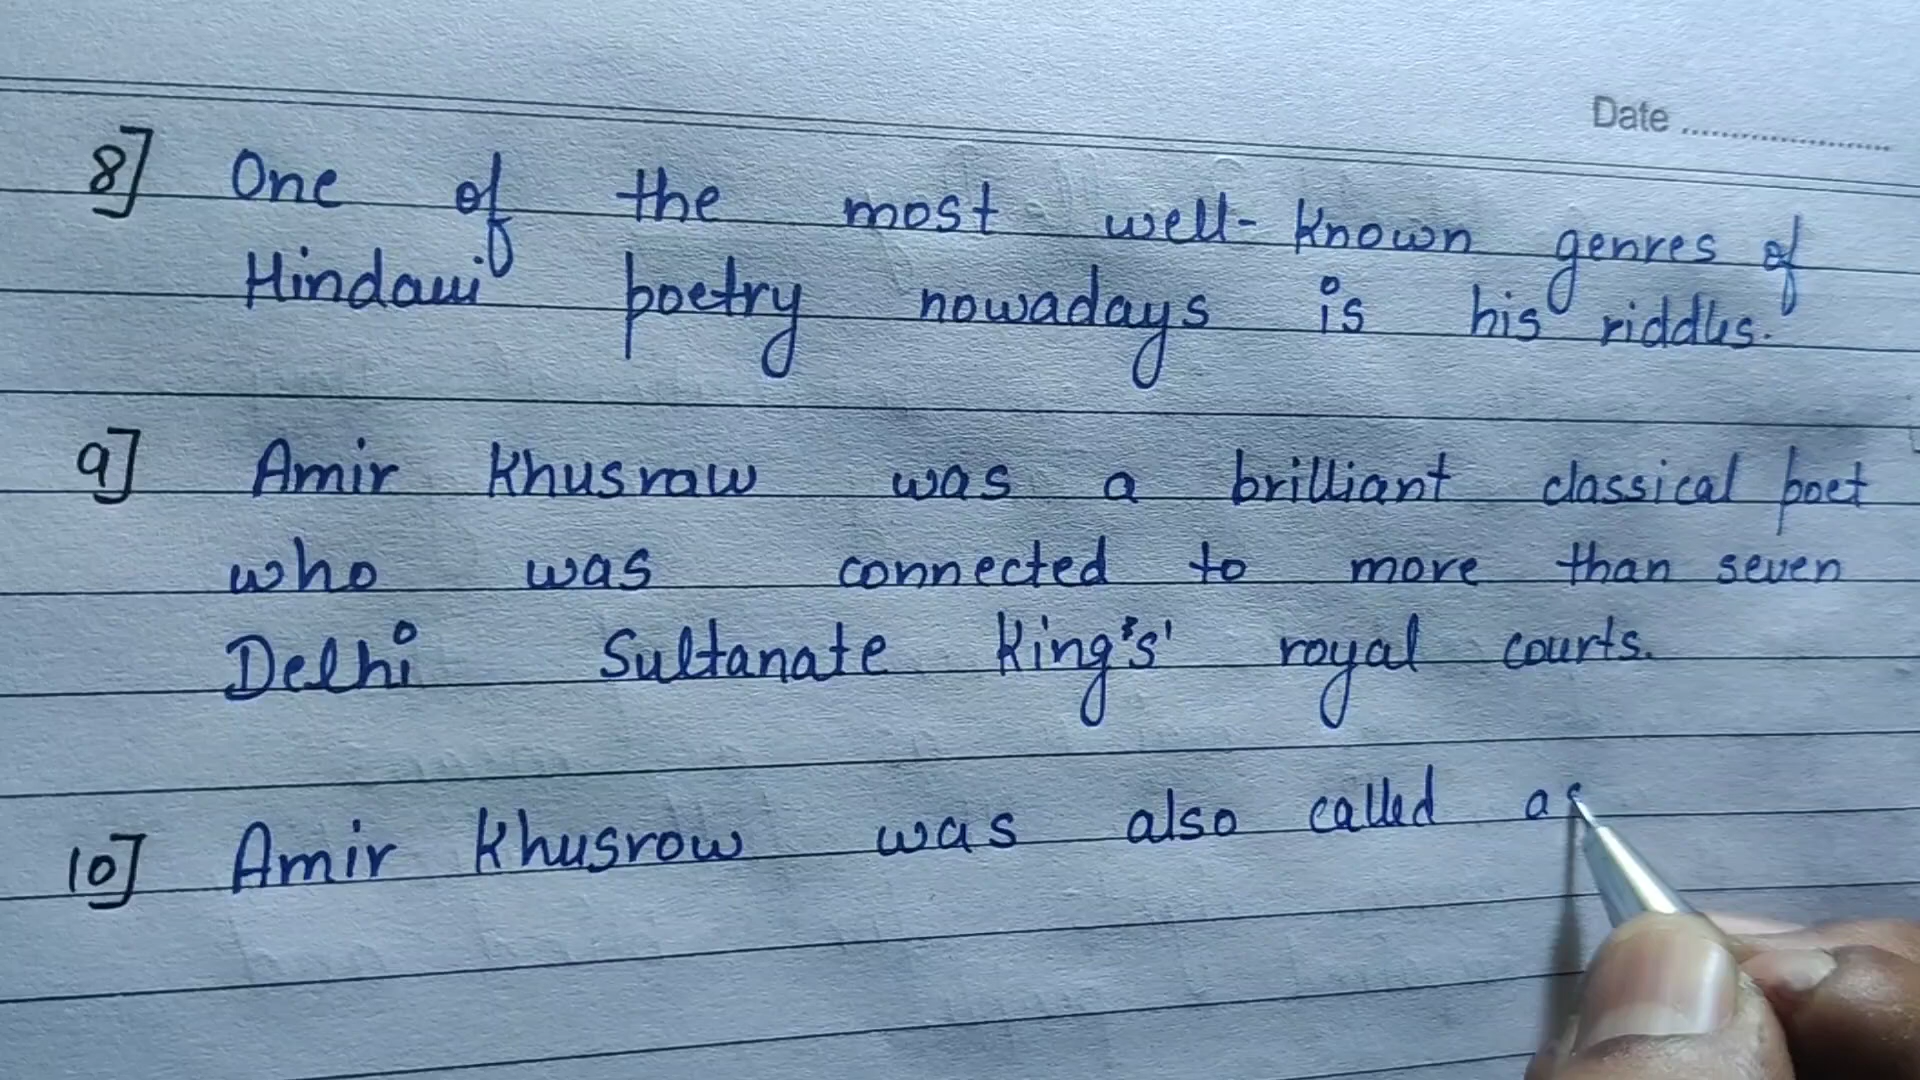 Date
8] One of the most well-known genres of
Hindawi poetry nowadays is his riddles.
9] Amir Khusraw was a brilliant classical poet
who was connected to more than seven
Delhi Sultanate King's' royal courts.
10] Amir Khusrow was also called as